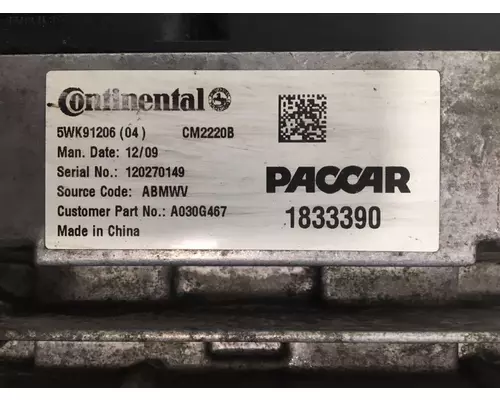 Continental
5WK91206 (04) CM2220B
Man. Date: 12/09
Serial No.: 120270149
Source Code: ABMWV
Customer Part No.: A030G467
Made in China
PACCAR
1833390